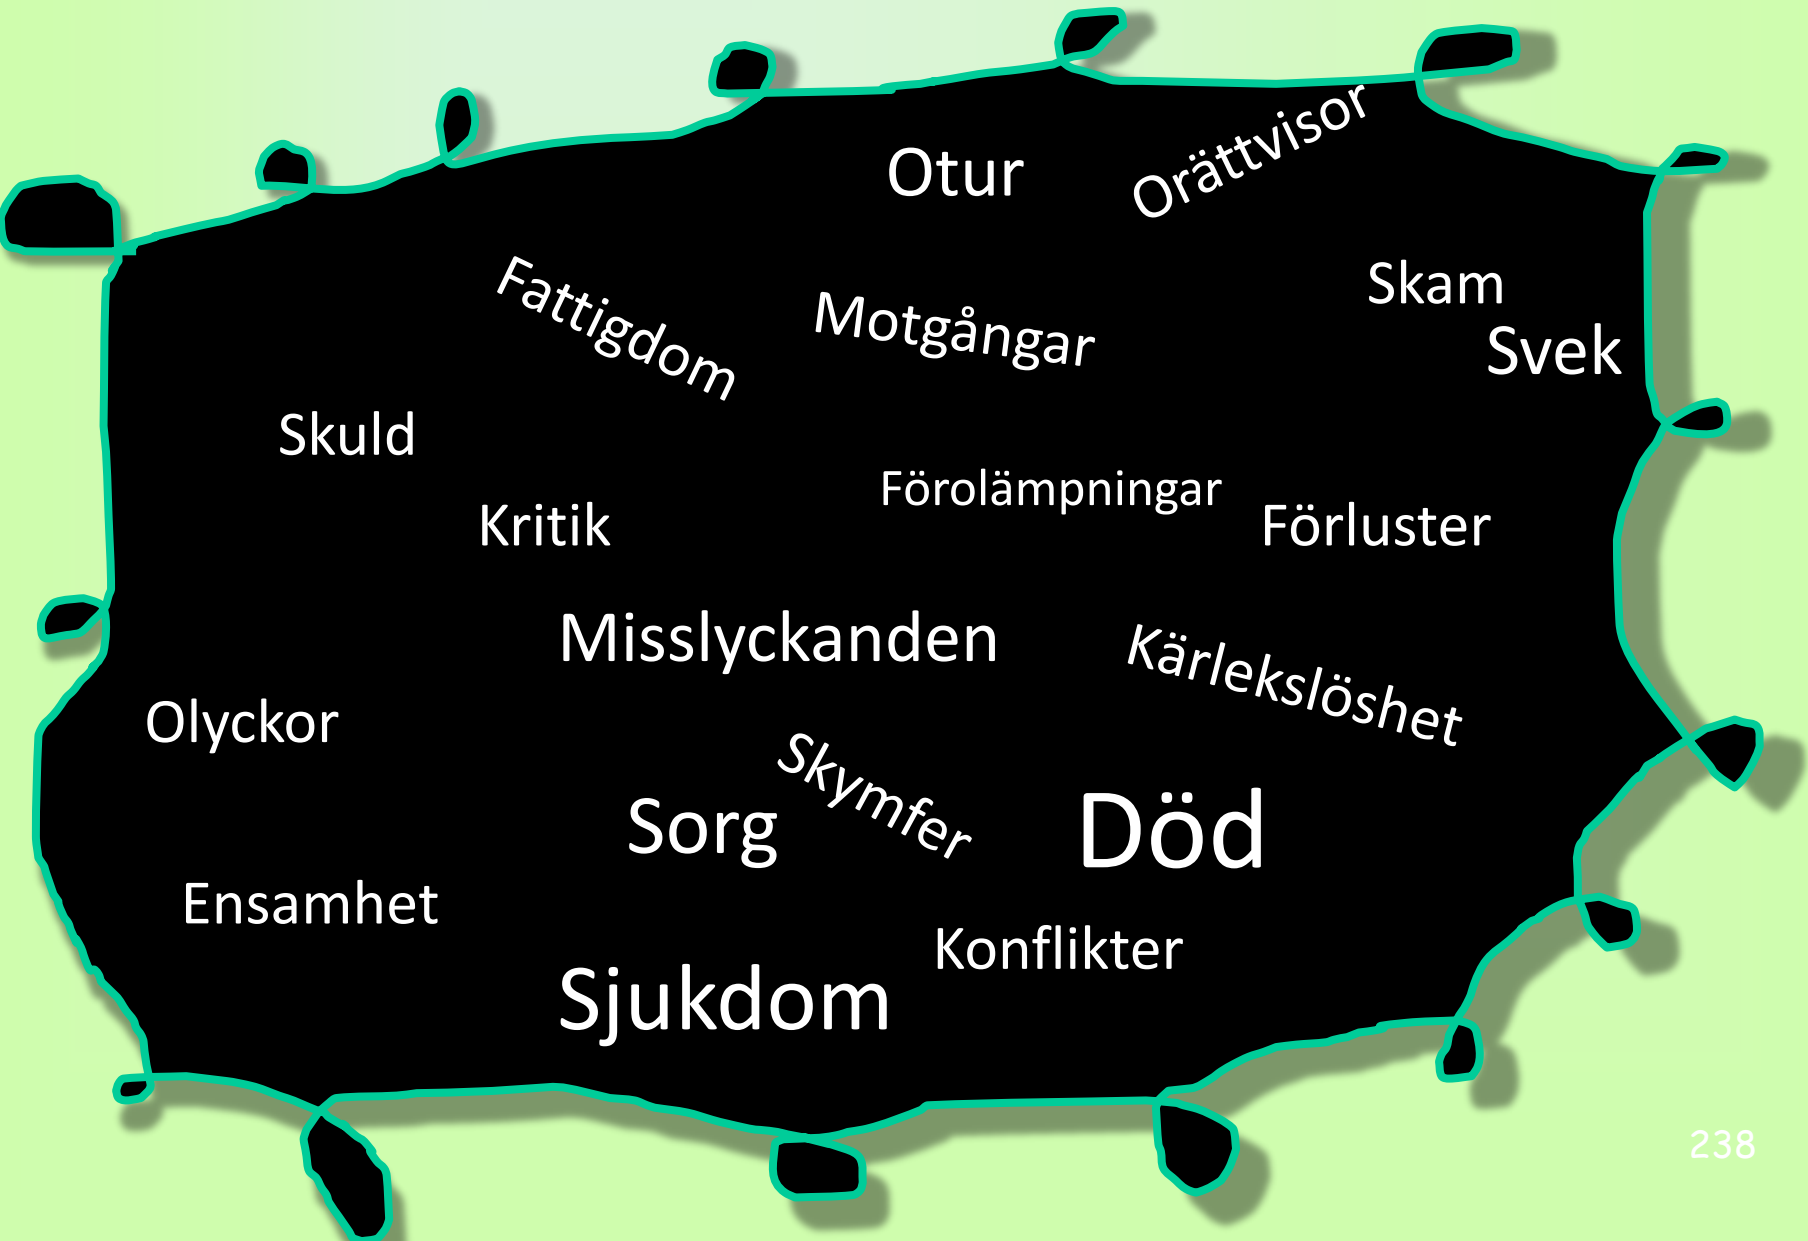 Otur
Orättvisor
Fattigdom
Motgångar
Skam
Svek
Skuld
Förolämpningar
Kritik
Förluster
Misslyckanden
Kärlekslöshet
Olyckor
Skymfer
Sorg
Död
Ensamhet
Konflikter
Sjukdom
238